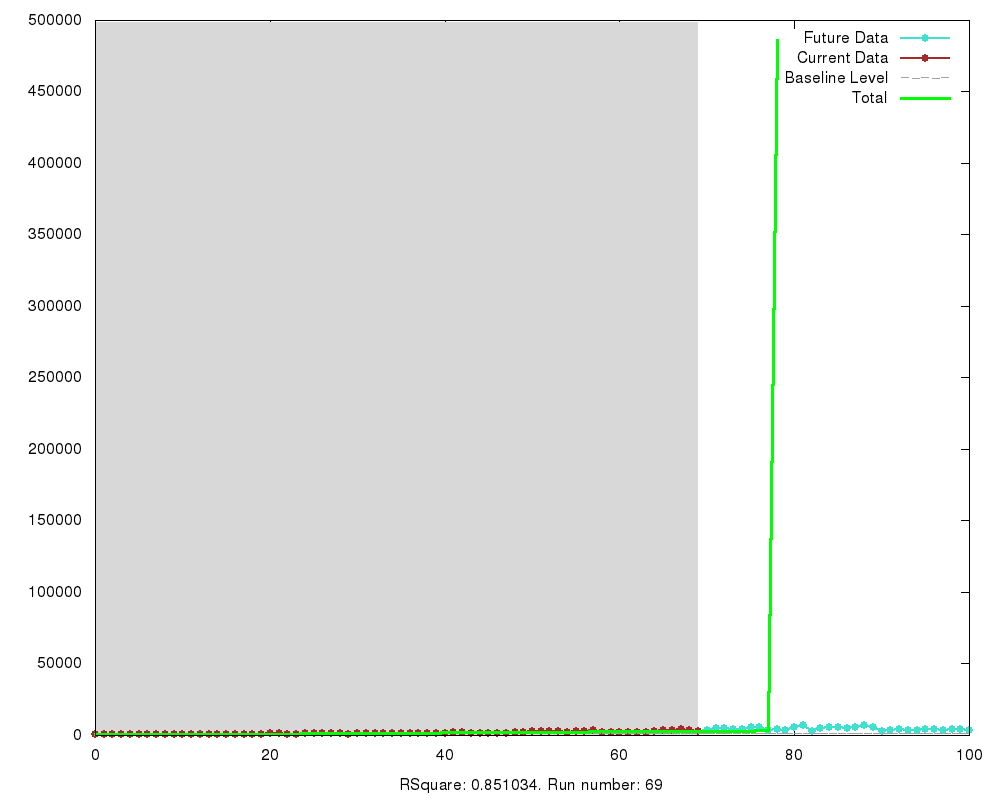 500000
450000
400000
350000
300000
250000
200000
150000
100000
50000
0
Future Data
Current Data
Baseline Level
Total
0 20 40 60 80 100
RSquare: 0.851034. Run number: 69